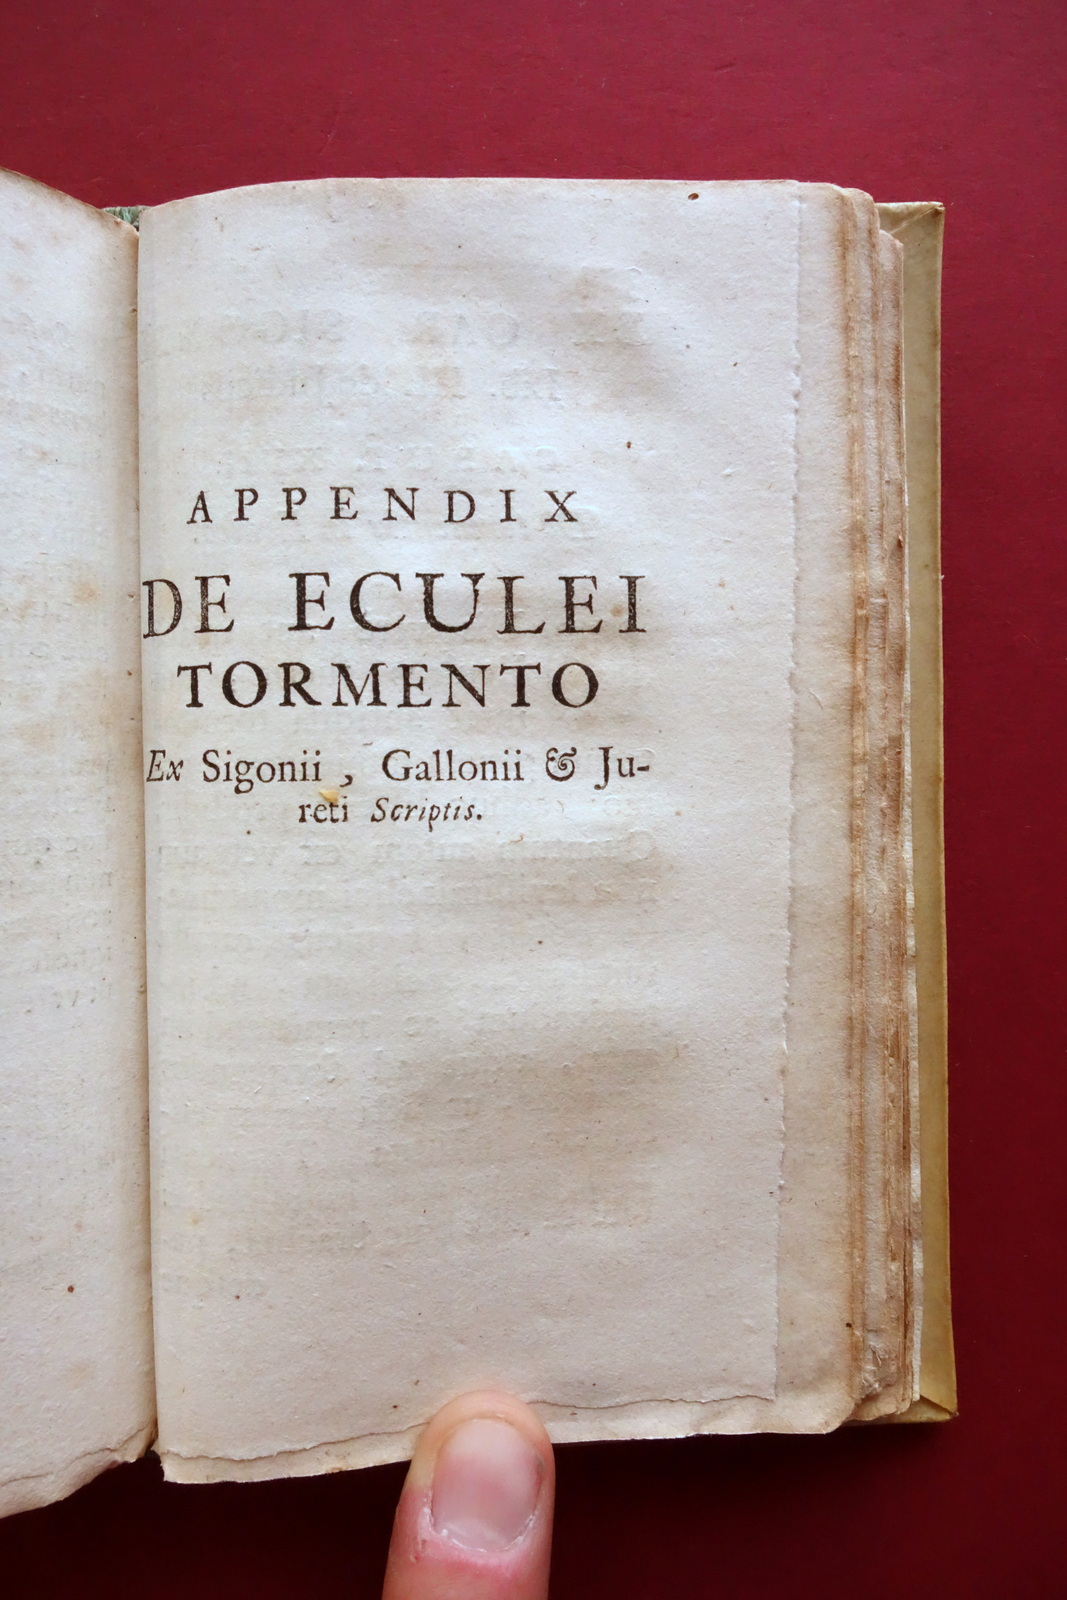 APPENDIX
DE ECULEI
TORMENTO
Ex Sigonii, Gallonii & Ju-
reti Scriptis.